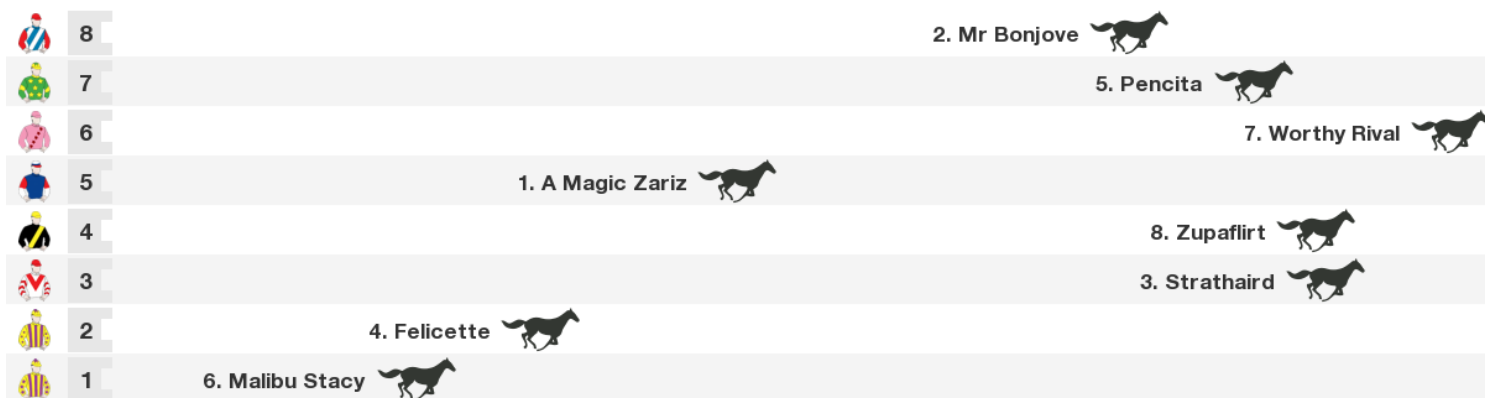 8 2. Mr Bonjove
7 5. Pencita
6 7. Worthy Rival
5 1. A Magic Zariz
4 8. Zupaflirt
3 3. Strathaird
2 4. Felicette
1 6. Malibu Stacy